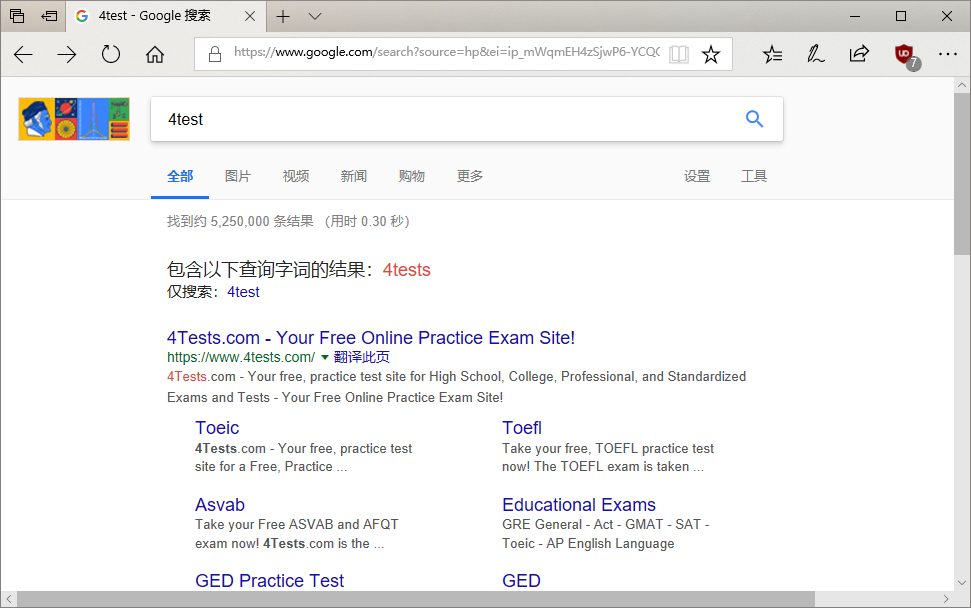 4test - Google 搜索
https://www.google.com/search?source=hp&ei=ip_mWqmEH4zSjwP6-YCQC
7
4test
全部 图片 视频 新闻 购物 更多 设置 工具
找到约 5,250,000 条结果 （用时 0.30 秒）
包含以下查询字词的结果： 4tests
仅搜索： 4test
4Tests.com - Your Free Online Practice Exam Site!
https://www.4tests.com/ 翻译此页
4Tests.com - Your free, practice test site for High School, College, Professional, and Standardized
Exams and Tests - Your Free Online Practice Exam Site!
Toeic
4Tests.com - Your free, practice test
site for a Free, Practice ...
Toefl
Take your free, TOEFL practice test
now! The TOEFL exam is taken ...
Asvab
Take your Free ASVAB and AFQT
exam now! 4Tests.com is the ...
Educational Exams
GRE General - Act - GMAT - SAT -
Toeic - AP English Language
GED Practice Test
GED